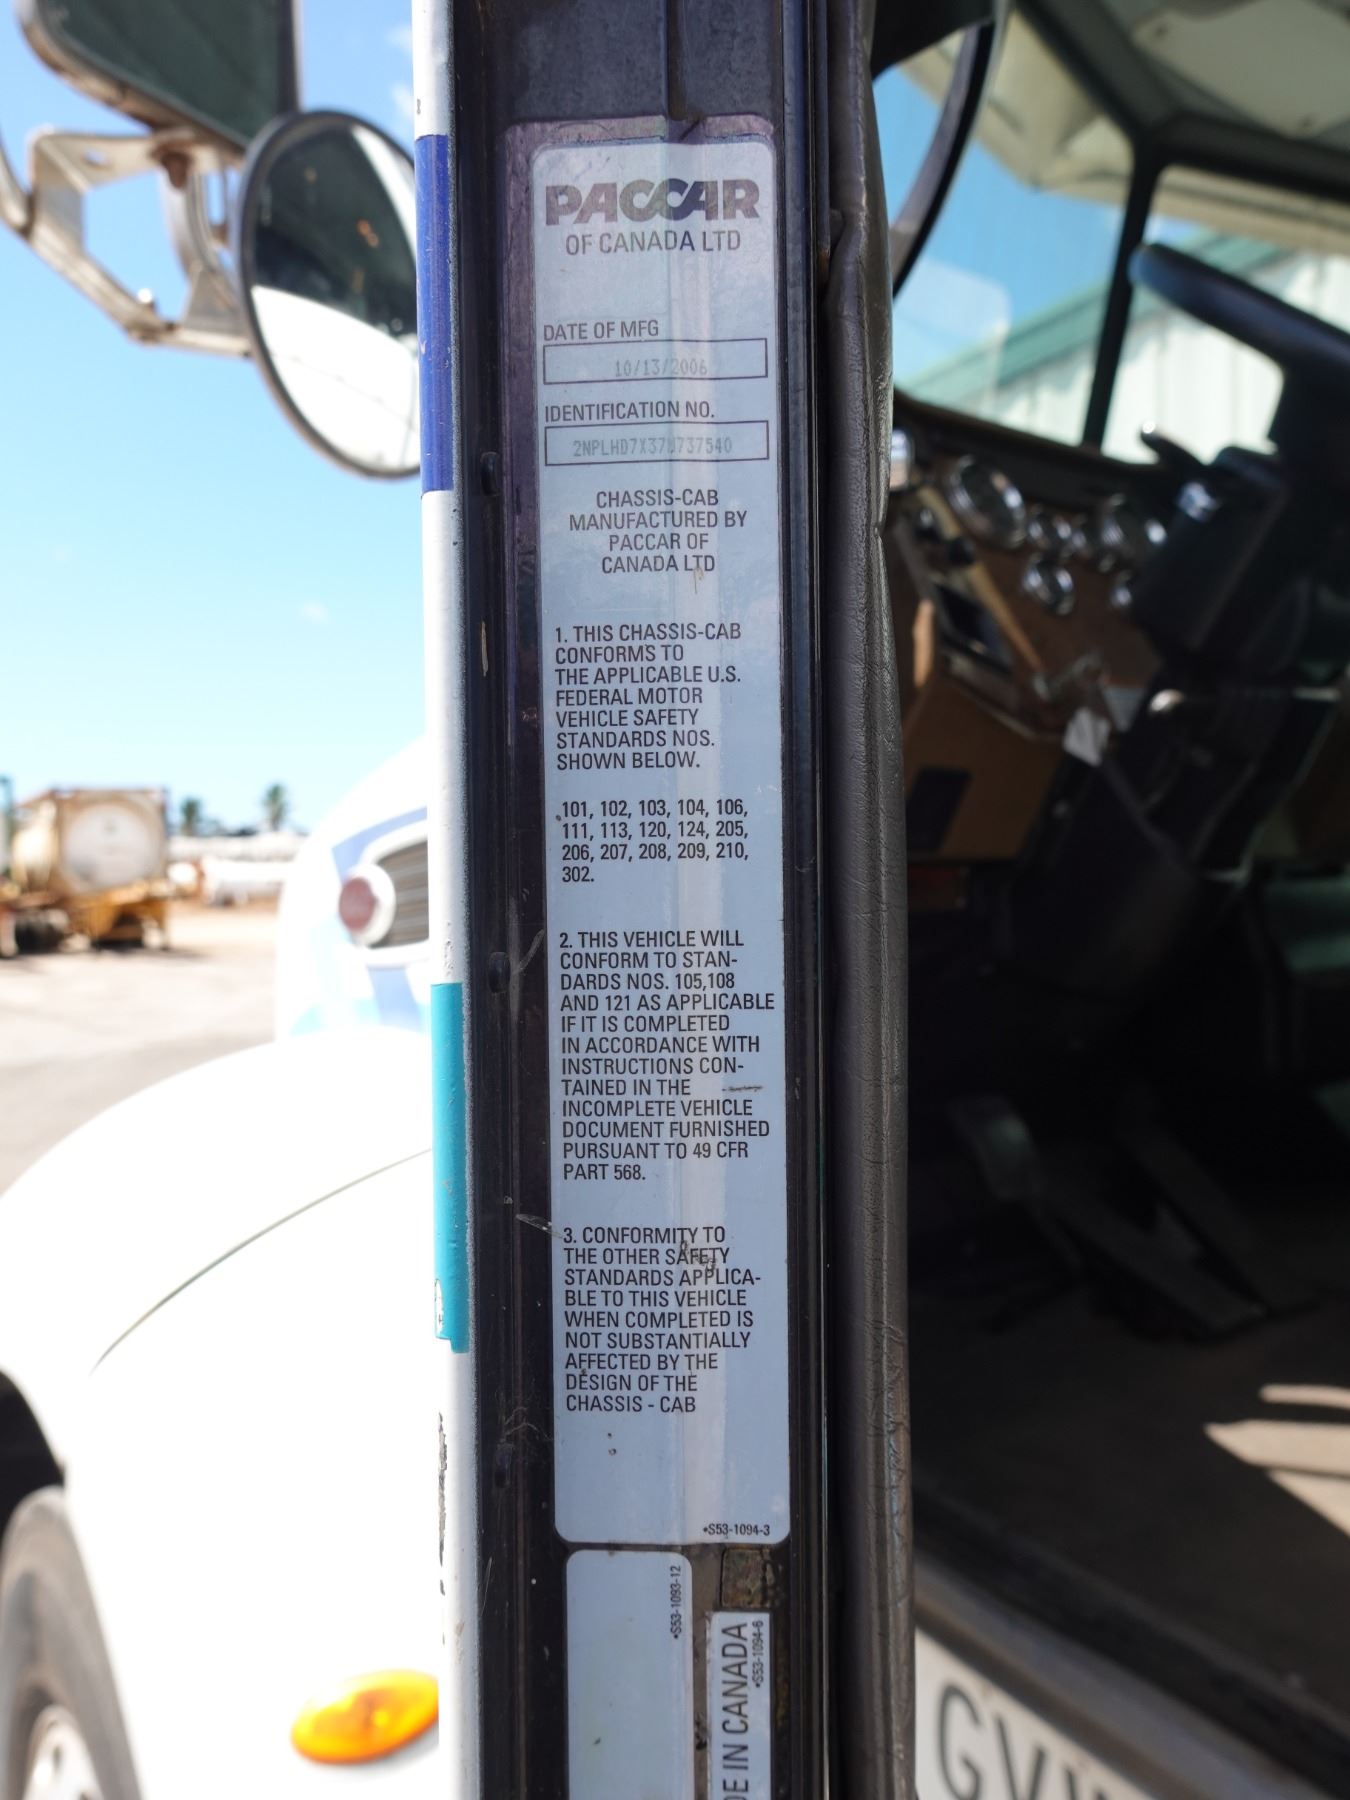 PACCAR
OF CANADA LTD
DATE OF MFG
10/13/2006
IDENTIFICATION NO.
2NPLHD7X37M737540
CHASSIS-CAB
MANUFACTURED BY
PACCAR OF
CANADA LTD
1. THIS CHASSIS-CAB
CONFORMS TO
THE APPLICABLE U.S.
FEDERAL MOTOR
VEHICLE SAFETY
STANDARDS NOS.
SHOWN BELOW.
101, 102, 103, 104, 106,
111, 113, 120, 124, 205,
206, 207, 208, 209, 210,
302.
2. THIS VEHICLE WILL
CONFORM TO STAN-
DARDS NOS. 105,108
AND 121 AS APPLICABLE
IF IT IS COMPLETED
IN ACCORDANCE WITH
INSTRUCTIONS CON-
TAINED IN THE
INCOMPLETE VEHICLE
DOCUMENT FURNISHED
PURSUANT TO 49 CFR
PART 568.
3. CONFORMITY TO
THE OTHER SAFETY
STANDARDS APPLICA-
BLE TO THIS VEHICLE
WHEN COMPLETED IS
NOT SUBSTANTIALLY
AFFECTED BY THE
DESIGN OF THE
CHASSIS - CAB
•S53-1094-3
•S53-1093-12
DE IN CANADA
•S53-1094-6